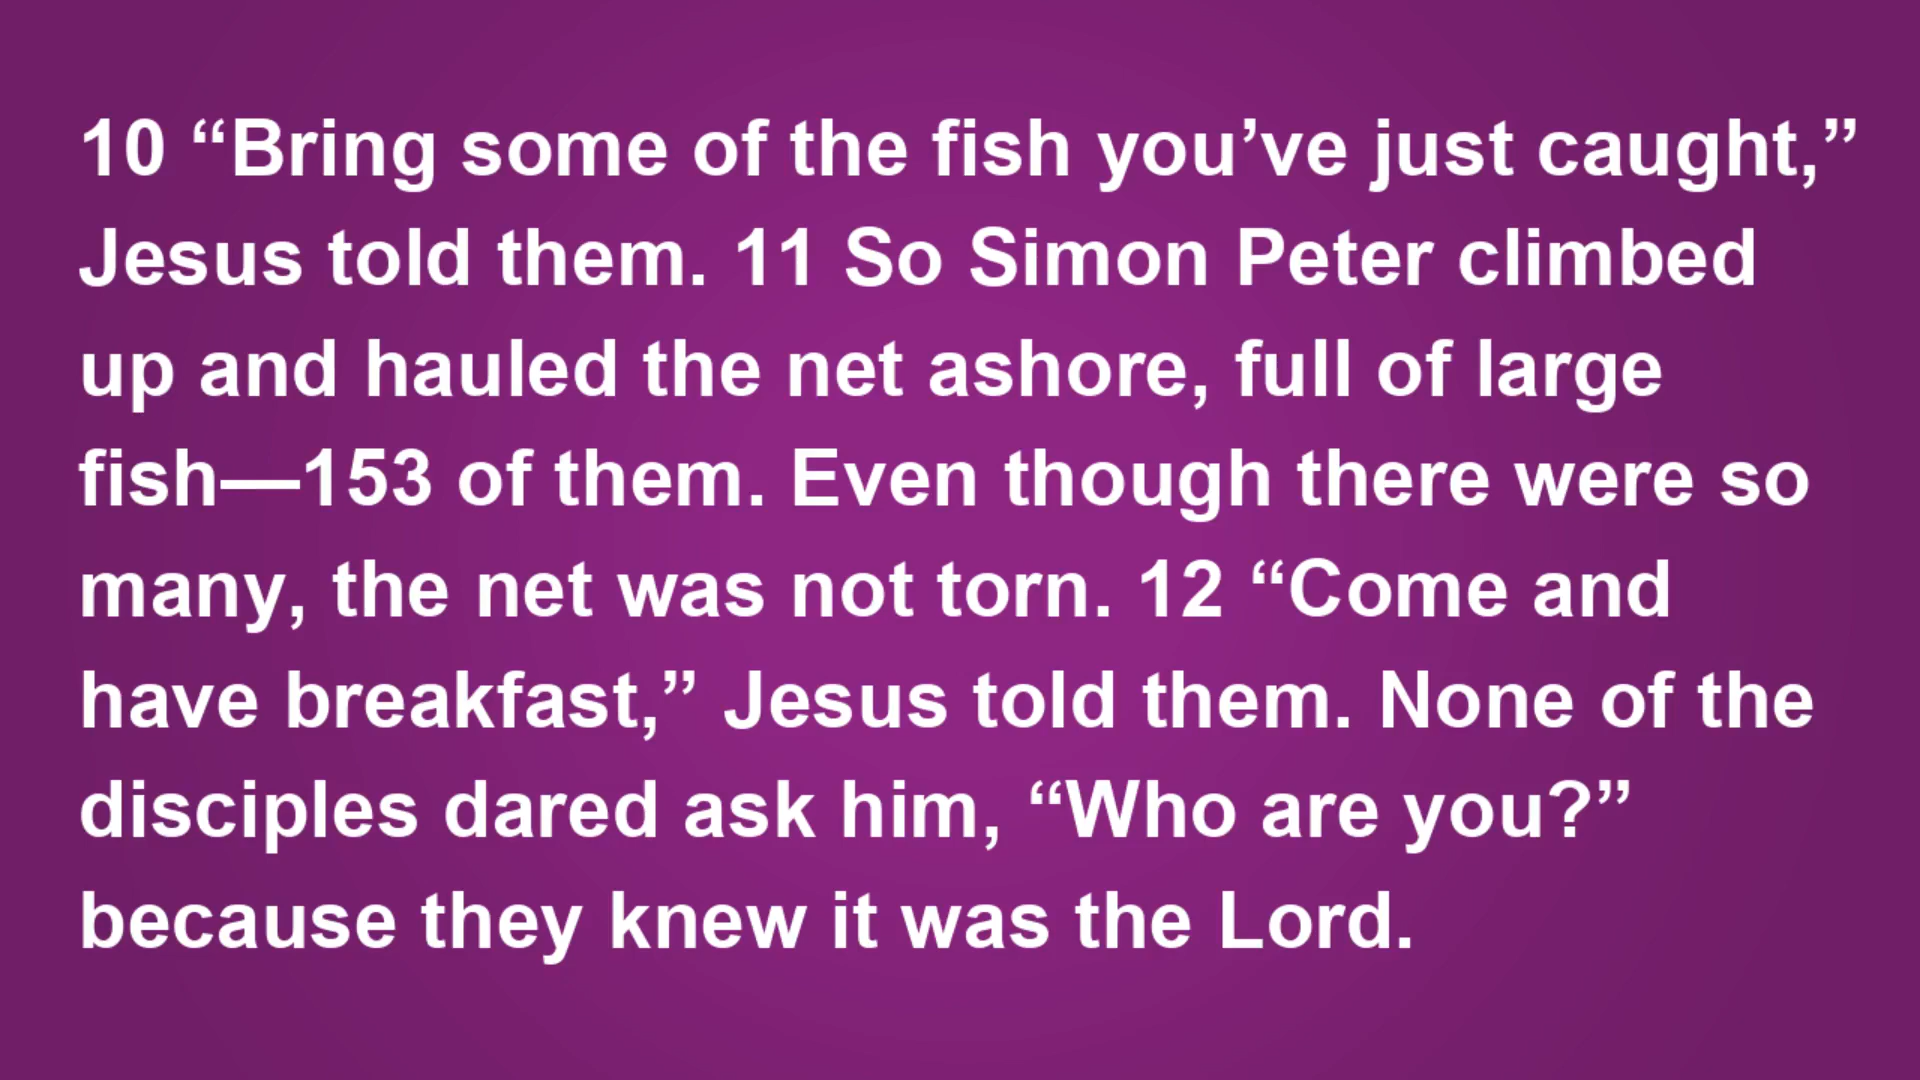 10 “Bring some of the fish you’ve just caught,”
Jesus told them. 11 So Simon Peter climbed
up and hauled the net ashore, full of large
fish—153 of them. Even though there were so
many, the net was not torn. 12 “Come and
have breakfast,” Jesus told them. None of the
disciples dared ask him, “Who are you?”
because they knew it was the Lord.